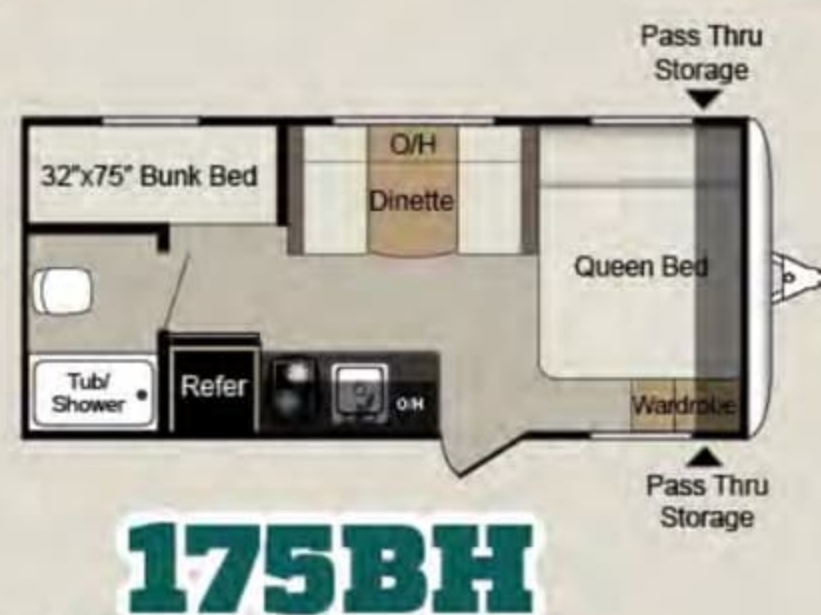 Pass Thru
Storage
O/H
32"x75" Bunk Bed
Dinette
Queen Bed
Tub/
Shower
Refer
O/H
Wardrobe
Pass Thru
Storage
175BH